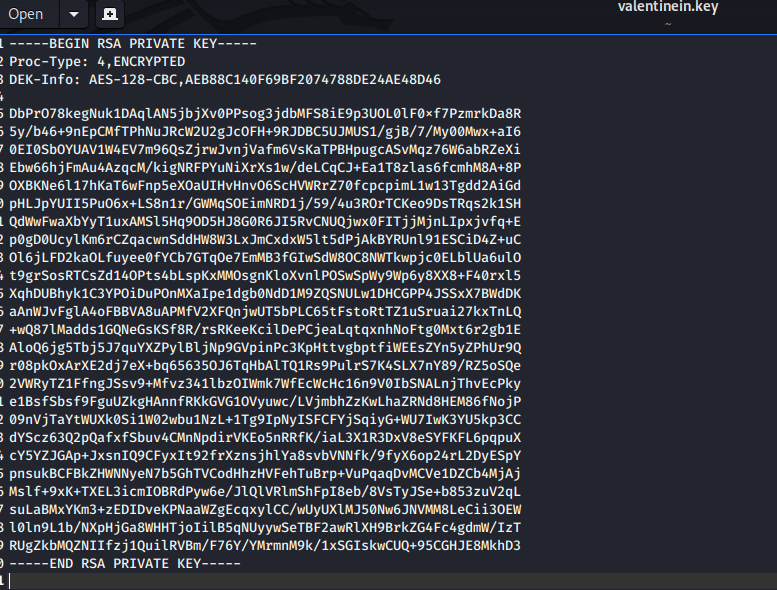 Open
valentinein.key
~
1 -----BEGIN RSA PRIVATE KEY-----
2 Proc-Type: 4,ENCRYPTED
3 DEK-Info: AES-128-CBC,AEB88C140F69BF2074788DE24AE48D46
4
5 DbPrO78kegNuk1DAqlAN5jbjXv0PPsog3jdbMFS8iE9p3UOL0lF0×f7PzmrkDa8R
6 5y/b46+9nEpCMfTPhNuJRcW2U2gJcOFH+9RJDBC5UJMUS1/gjB/7/My00Mwx+aI6
7 0EI0SbOYUAV1W4EV7m96QsZjrwJvnjVafm6VsKaTPBHpugcASvMqz76W6abRZeXi
8 Ebw66hjFmAu4AzqcM/kigNRFPYuNiXrXs1w/deLCqCJ+Ea1T8zlas6fcmhM8A+8P
9 OXBKNe6l17hKaT6wFnp5eXOaUIHvHnvO6ScHVWRrZ70fcpcpimL1w13Tgdd2AiGd
0 pHLJpYUII5PuO6x+LS8n1r/GWMqSOEimNRD1j/59/4u3ROrTCKeo9DsTRqs2k1SH
1 QdWwFwaXbYyT1uxAMSl5Hq9OD5HJ8G0R6JI5RvCNUQjwx0FITjjMjnLIpxjvfq+E
2 p0gD0UcylKm6rCZqacwnSddHW8W3LxJmCxdxW5lt5dPjAkBYRUnl91ESCiD4Z+uC
3 Ol6jLFD2kaOLfuyee0fYCb7GTqOe7EmMB3fGIwSdW8OC8NWTkwpjc0ELblUa6ulO
4 t9grSosRTCsZd14OPts4bLspKxMMOsgnKloXvnlPOSwSpWy9Wp6y8XX8+F40rxl5
5 XqhDUBhyk1C3YPOiDuPOnMXaIpe1dgb0NdD1M9ZQSNULw1DHCGPP4JSSxX7BWdDK
6 aAnWJvFglA4oFBBVA8uAPMfV2XFQnjwUT5bPLC65tFstoRtTZ1uSruai27kxTnLQ
7 +wQ87lMadds1GQNeGsKSf8R/rsRKeeKcilDePCjeaLqtqxnhNoFtg0Mxt6r2gb1E
8 AloQ6jg5Tbj5J7quYXZPylBljNp9GVpinPc3KpHttvgbptfiWEEsZYn5yZPhUr9Q
9 r08pkOxArXE2dj7eX+bq65635OJ6TqHbAlTQ1Rs9PulrS7K4SLX7nY89/RZ5oSQe
0 2VWRyTZ1FfngJSsv9+Mfvz341lbzOIWmk7WfEcWcHc16n9V0IbSNALnjThvEcPky
1 e1BsfSbsf9FguUZkgHAnnfRKkGVG1OVyuwc/LVjmbhZzKwLhaZRNd8HEM86fNojP
2 09nVjTaYtWUXk0Si1W02wbu1NzL+1Tg9IpNyISFCFYjSqiyG+WU7IwK3YU5kp3CC
3 dYScz63Q2pQafxfSbuv4CMnNpdirVKEo5nRRfK/iaL3X1R3DxV8eSYFKFL6pqpuX
4 cY5YZJGAp+JxsnIQ9CFyxIt92frXznsjhlYa8svbVNNfk/9fyX6op24rL2DyESpY
5 pnsukBCFBkZHWNNyeN7b5GhTVCodHhzHVFehTuBrp+VuPqaqDvMCVe1DZCb4MjAj
6 Mslf+9xK+TXEL3icmIOBRdPyw6e/JlQlVRlmShFpI8eb/8VsTyJSe+b853zuV2qL
7 suLaBMxYKm3+zEDIDveKPNaaWZgEcqxylCC/wUyUXlMJ50Nw6JNVMM8LeCii3OEW
8 l0ln9L1b/NXpHjGa8WHHTjoIilB5qNUyywSeTBF2awRlXH9BrkZG4Fc4gdmW/IzT
9 RUgZkbMQZNIIfzj1QuilRVBm/F76Y/YMrmnM9k/1xSGIskwCUQ+95CGHJE8MkhD3
0 -----END RSA PRIVATE KEY-----
1